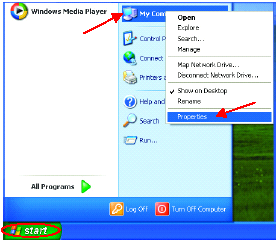 Windows Media Player
My Com
Control P
Connect
Printers a
Help and
Search
Run...
Open
Explore
Search...
Manage
Map Network Drive...
Disconnect Network Drive...
Show on Desktop
Rename
Properties
All Programs
Log Off
Turn Off Computer
start